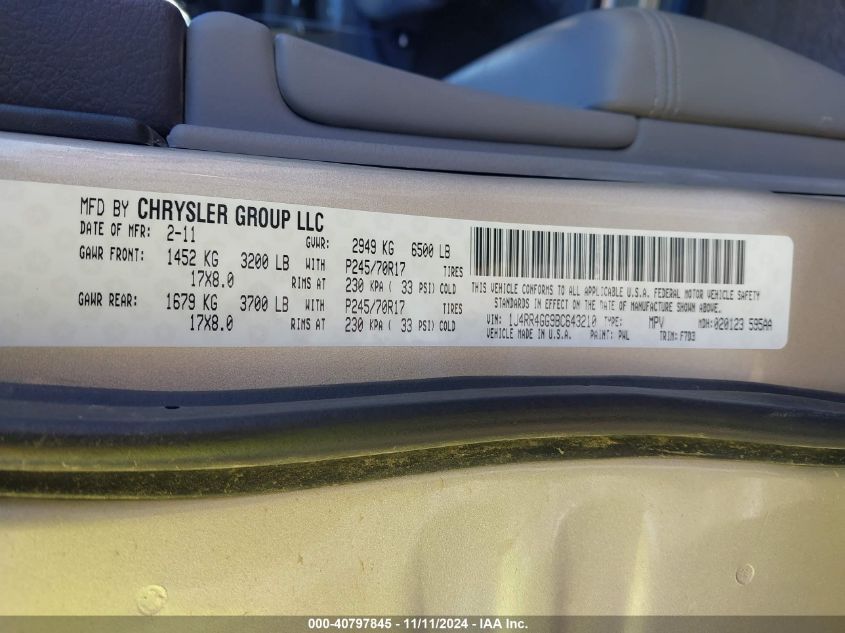 MFD BY CHRYSLER GROUP LLC
DATE OF MFR: 2-11 GVWR: 2949 KG 6500 LB
GAWR FRONT: 1452 KG 3200 LB WITH P245/70R17 TIRES
17X8.0 RIMS AT 230 KPA ( 33 PSI) COLD
GAWR REAR: 1679 KG 3700 LB WITH P245/70R17 TIRES
17X8.0 RIMS AT 230 KPA ( 33 PSI) COLD
THIS VEHICLE CONFORMS TO ALL APPLICABLE U.S.A. FEDERAL MOTOR VEHICLE SAFETY
STANDARDS IN EFFECT ON THE DATE OF MANUFACTURE SHOWN ABOVE.
VIN: 1J4RR4GG9BC643210 TYPE: MPV MDH:020123 595AA
VEHICLE MADE IN U.S.A. PAINT: PWL TRIM: F7D3
000-40797845 - 11/11/2024 - IAA Inc.